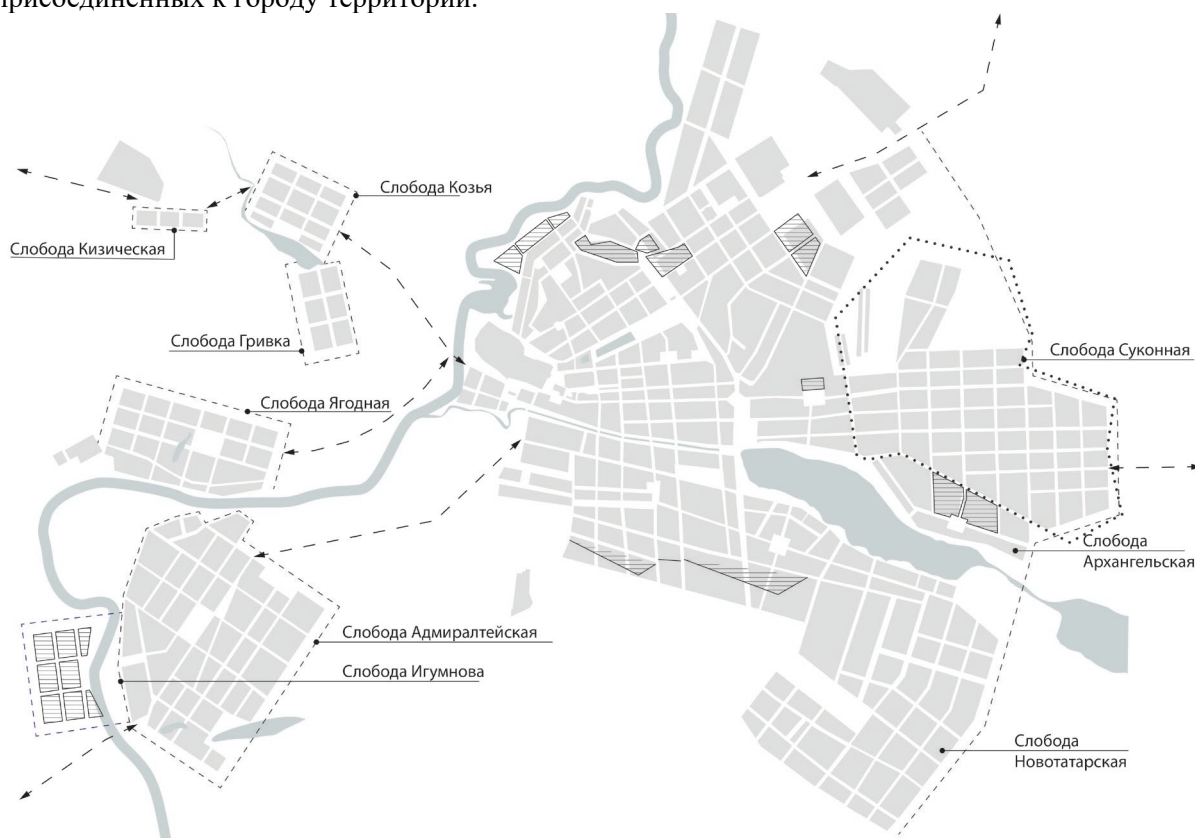 присоединенных к городу территорий.
Слобода Козья
Слобода Кизическая
Слобода Гривка
Слобода Суконная
Слобода Ягодная
Слобода
Архангельская
Слобода Адмиралтейская
Слобода Игумнова
Слобода
Новотатарская